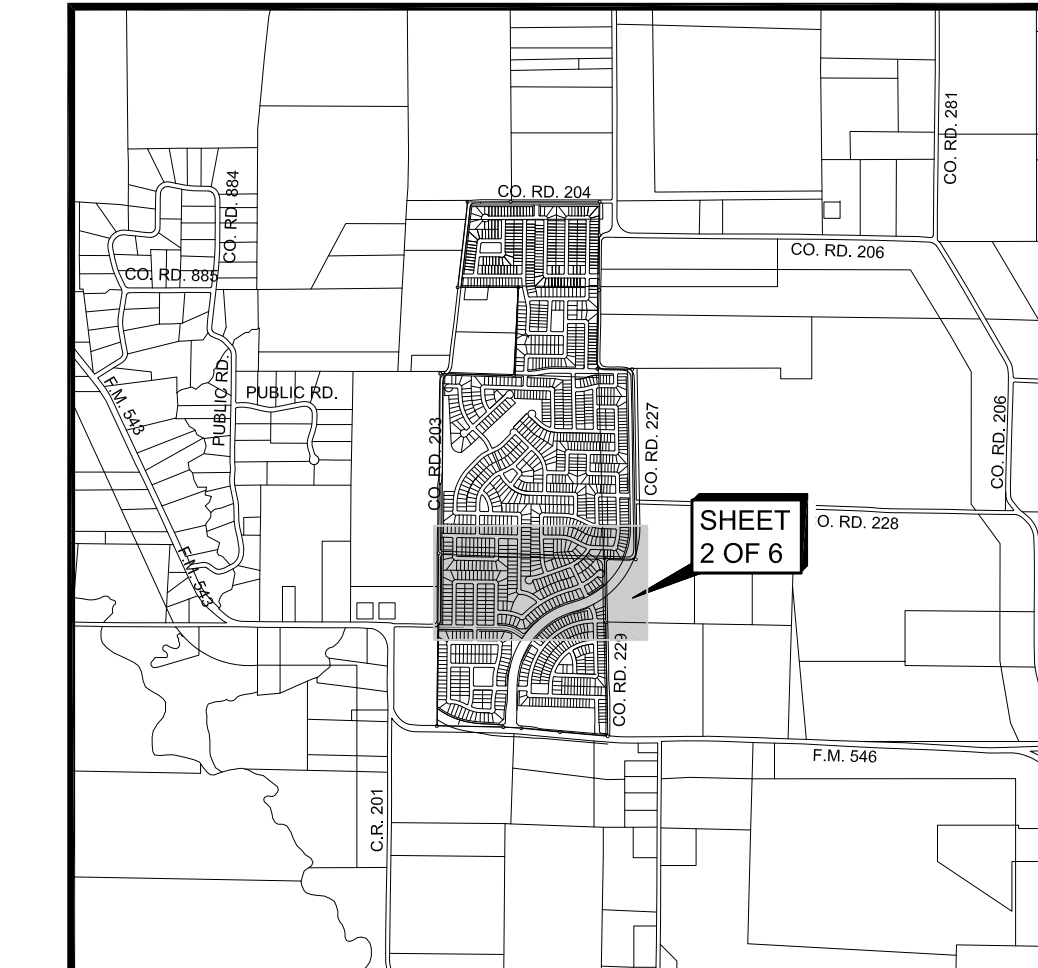 CO. RD. 281
CO. RD. 884
CO. RD. 204
CO. RD. 206
CO. RD. 885
F.M. 543
PUBLIC RD.
PUBLIC RD.
CO. RD. 203
CO. RD. 227
CO. RD. 206
SHEET
2 OF 6
O. RD. 228
F.M. 543
CO. RD. 229
F.M. 546
C.R. 201